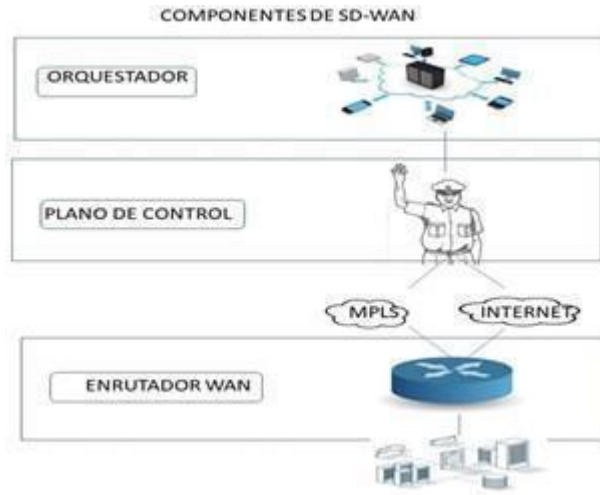 COMPONENTES DE SD-WAN
ORQUESTADOR
PLANO DE CONTROL
MPLS
INTERNET
ENRUTADOR WAN